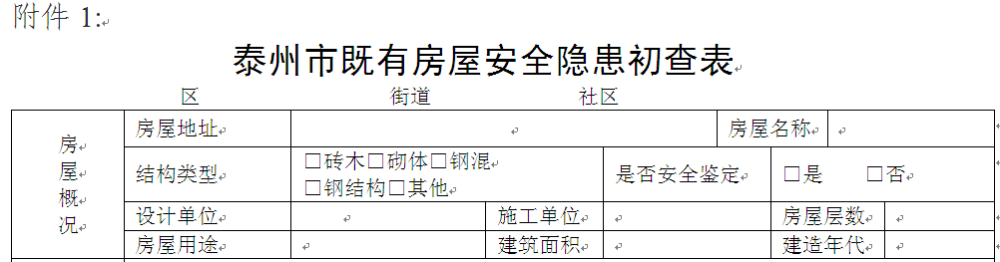 附件 1:
泰州市既有房屋安全隐患初查表
区 街道 社区
房屋概况
房屋地址 房屋名称
结构类型 □砖木□砌体□钢混 是否安全鉴定 □是 □否
□钢结构□其他
设计单位 施工单位 房屋层数
房屋用途 建筑面积 建造年代